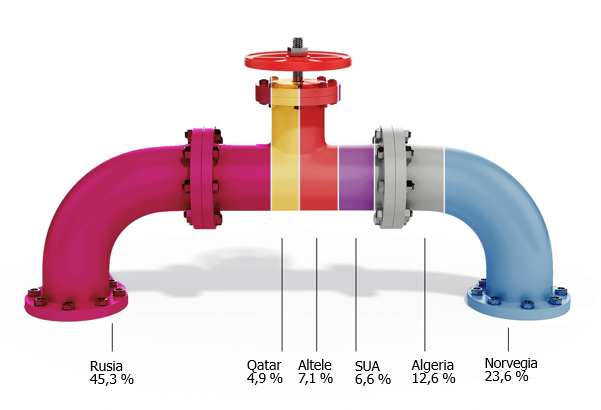 Rusia
45,3 %
Qatar
4,9 %
Altele
7,1 %
SUA
6,6 %
Algeria
12,6 %
Norvegia
23,6 %